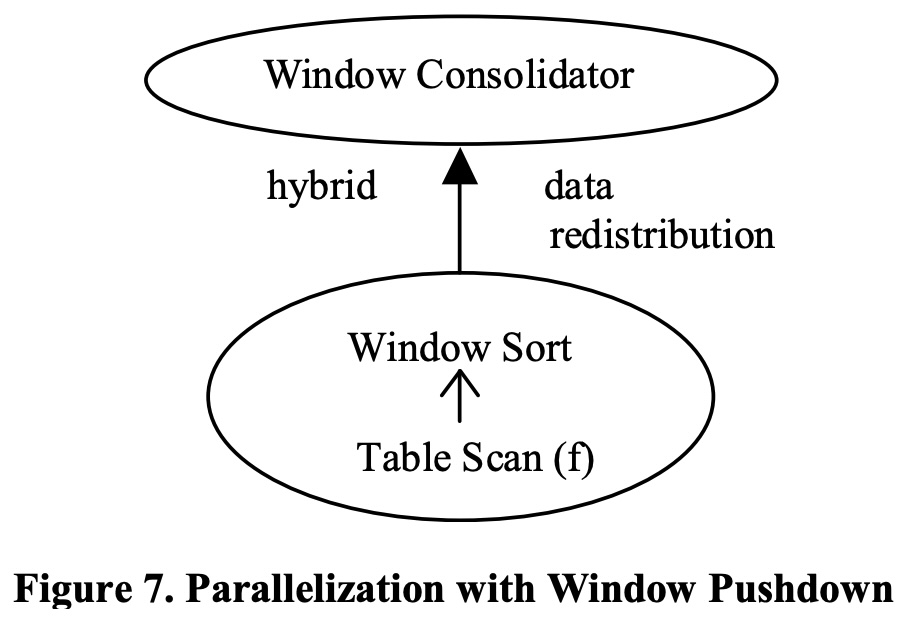 Window Consolidator
hybrid
data
redistribution
Window Sort
Table Scan (f)
Figure 7. Parallelization with Window Pushdown